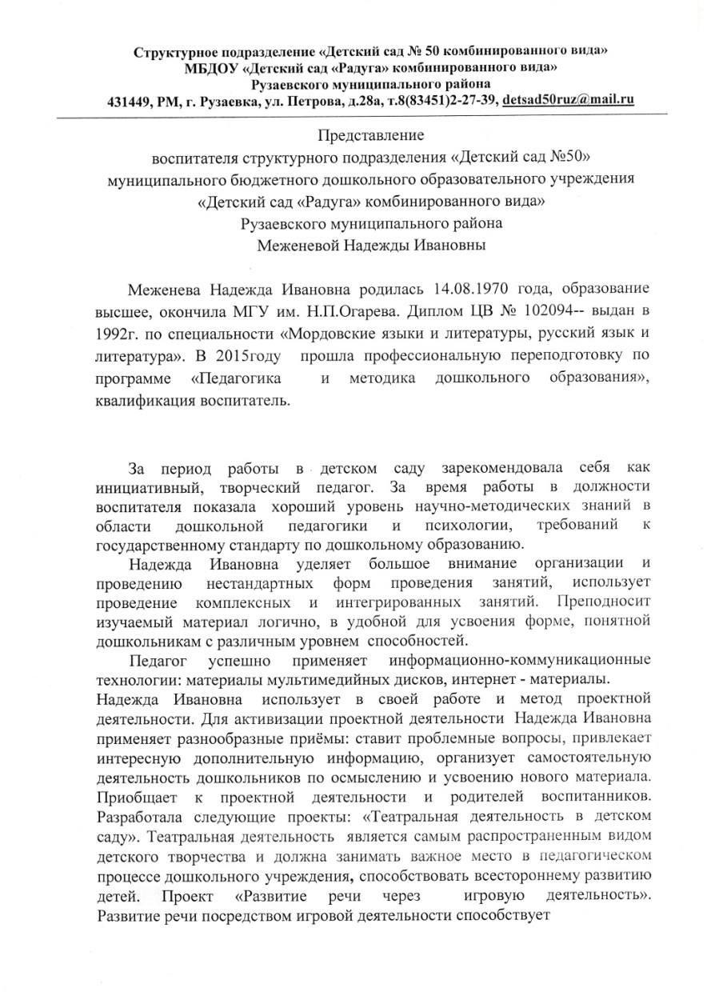 Структурное подразделение «Детский сад № 50 комбинированного вида»
МБДОУ «Детский сад «Радуга» комбинированного вида»
Рузаевского муниципального района
431449, РМ, г. Рузаевка, ул. Петрова, д.28а, т.8(83451)2-27-39, detsad50ruz@mail.ru
Представление
воспитателя структурного подразделения «Детский сад №50»
муниципального бюджетного дошкольного образовательного учреждения
«Детский сад «Радуга» комбинированного вида»
Рузаевского муниципального района
Меженевой Надежды Ивановны
Меженева Надежда Ивановна родилась 14.08.1970 года, образование
высшее, окончила МГУ им. Н.П.Огарева. Диплом ЦВ № 102094-- выдан в
1992г. по специальности «Мордовские языки и литературы, русский язык и
литература». В 2015году прошла профессиональную переподготовку по
программе «Педагогика и методика дошкольного образования»,
квалификация воспитатель.
За период работы в детском саду зарекомендовала себя как
инициативный, творческий педагог. За время работы в должности
воспитателя показала хороший уровень научно-методических знаний в
области дошкольной педагогики и психологии, требований к
государственному стандарту по дошкольному образованию.
Надежда Ивановна уделяет большое внимание организации и
проведению нестандартных форм проведения занятий, использует
проведение комплексных и интегрированных занятий. Преподносит
изучаемый материал логично, в удобной для усвоения форме, понятной
дошкольникам с различным уровнем способностей.
Педагог успешно применяет информационно-коммуникационные
технологии: материалы мультимедийных дисков, интернет - материалы.
Надежда Ивановна использует в своей работе и метод проектной
деятельности. Для активизации проектной деятельности Надежда Ивановна
применяет разнообразные приёмы: ставит проблемные вопросы, привлекает
интересную дополнительную информацию, организует самостоятельную
деятельность дошкольников по осмыслению и усвоению нового материала.
Приобщает к проектной деятельности и родителей воспитанников.
Разработала следующие проекты: «Театральная деятельность в детском
саду». Театральная деятельность является самым распространенным видом
детского творчества и должна занимать важное место в педагогическом
процессе дошкольного учреждения, способствовать всестороннему развитию
детей. Проект «Развитие речи через игровую деятельность».
Развитие речи посредством игровой деятельности способствует